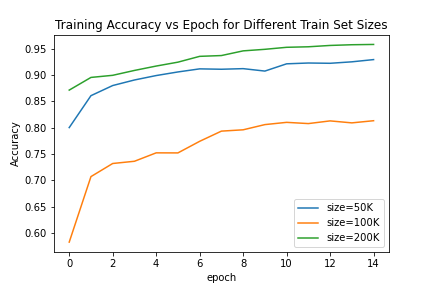 Training Accuracy vs Epoch for Different Train Set Sizes
0.95
0.90
0.85
0.80
0.75
0.70
0.65
0.60
Accuracy
0 2 4 6 8 10 12 14
epoch
size=50K
size=100K
size=200K